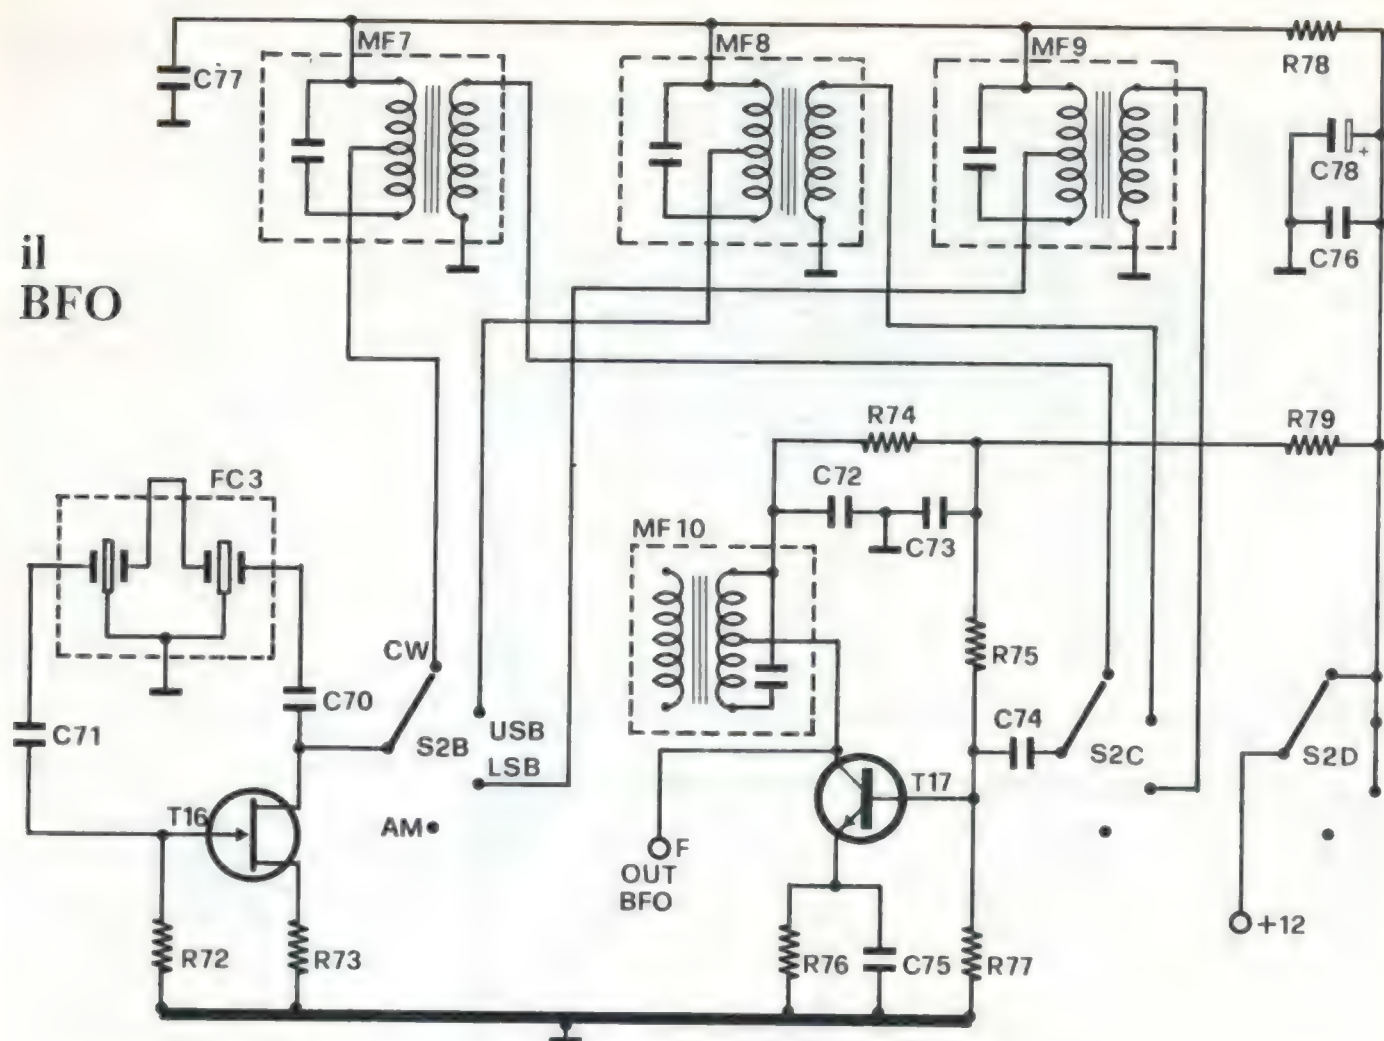 MF7
MF8
MF9
R78
C77
C78
+
C76
il
BFO
R74
R79
C72
FC3
C73
MF10
CW
R75
C70
C74
C71
S2B
USB
LSB
S2C
S2D
T16
T17
AM
F
OUT
BFO
+12
R72
R73
R76
C75
R77